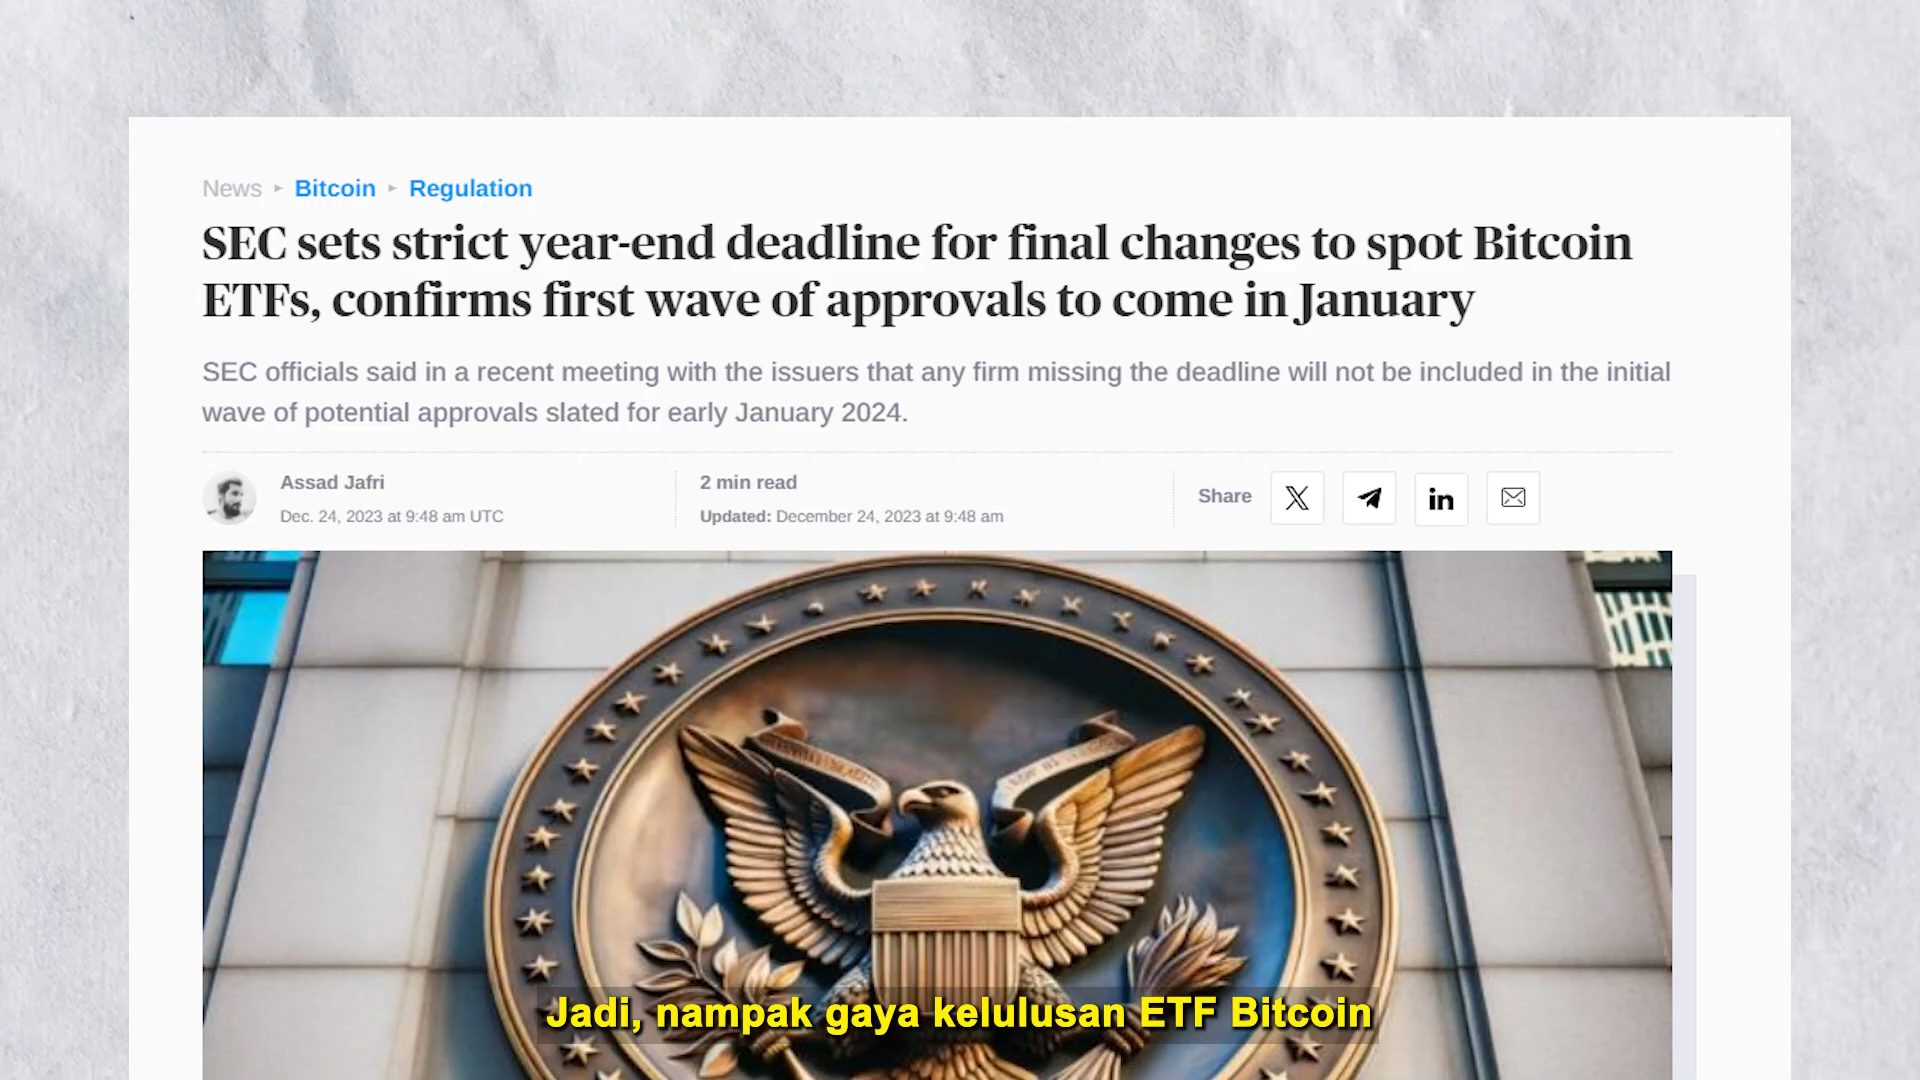 News ▸ Bitcoin ▸ Regulation
SEC sets strict year-end deadline for final changes to spot Bitcoin
ETFs, confirms first wave of approvals to come in January
SEC officials said in a recent meeting with the issuers that any firm missing the deadline will not be included in the initial
wave of potential approvals slated for early January 2024.
Assad Jafri
Dec. 24, 2023 at 9:48 am UTC
2 min read
Updated: December 24, 2023 at 9:48 am
Share
Jadi, nampak gaya kelulusan ETF Bitcoin